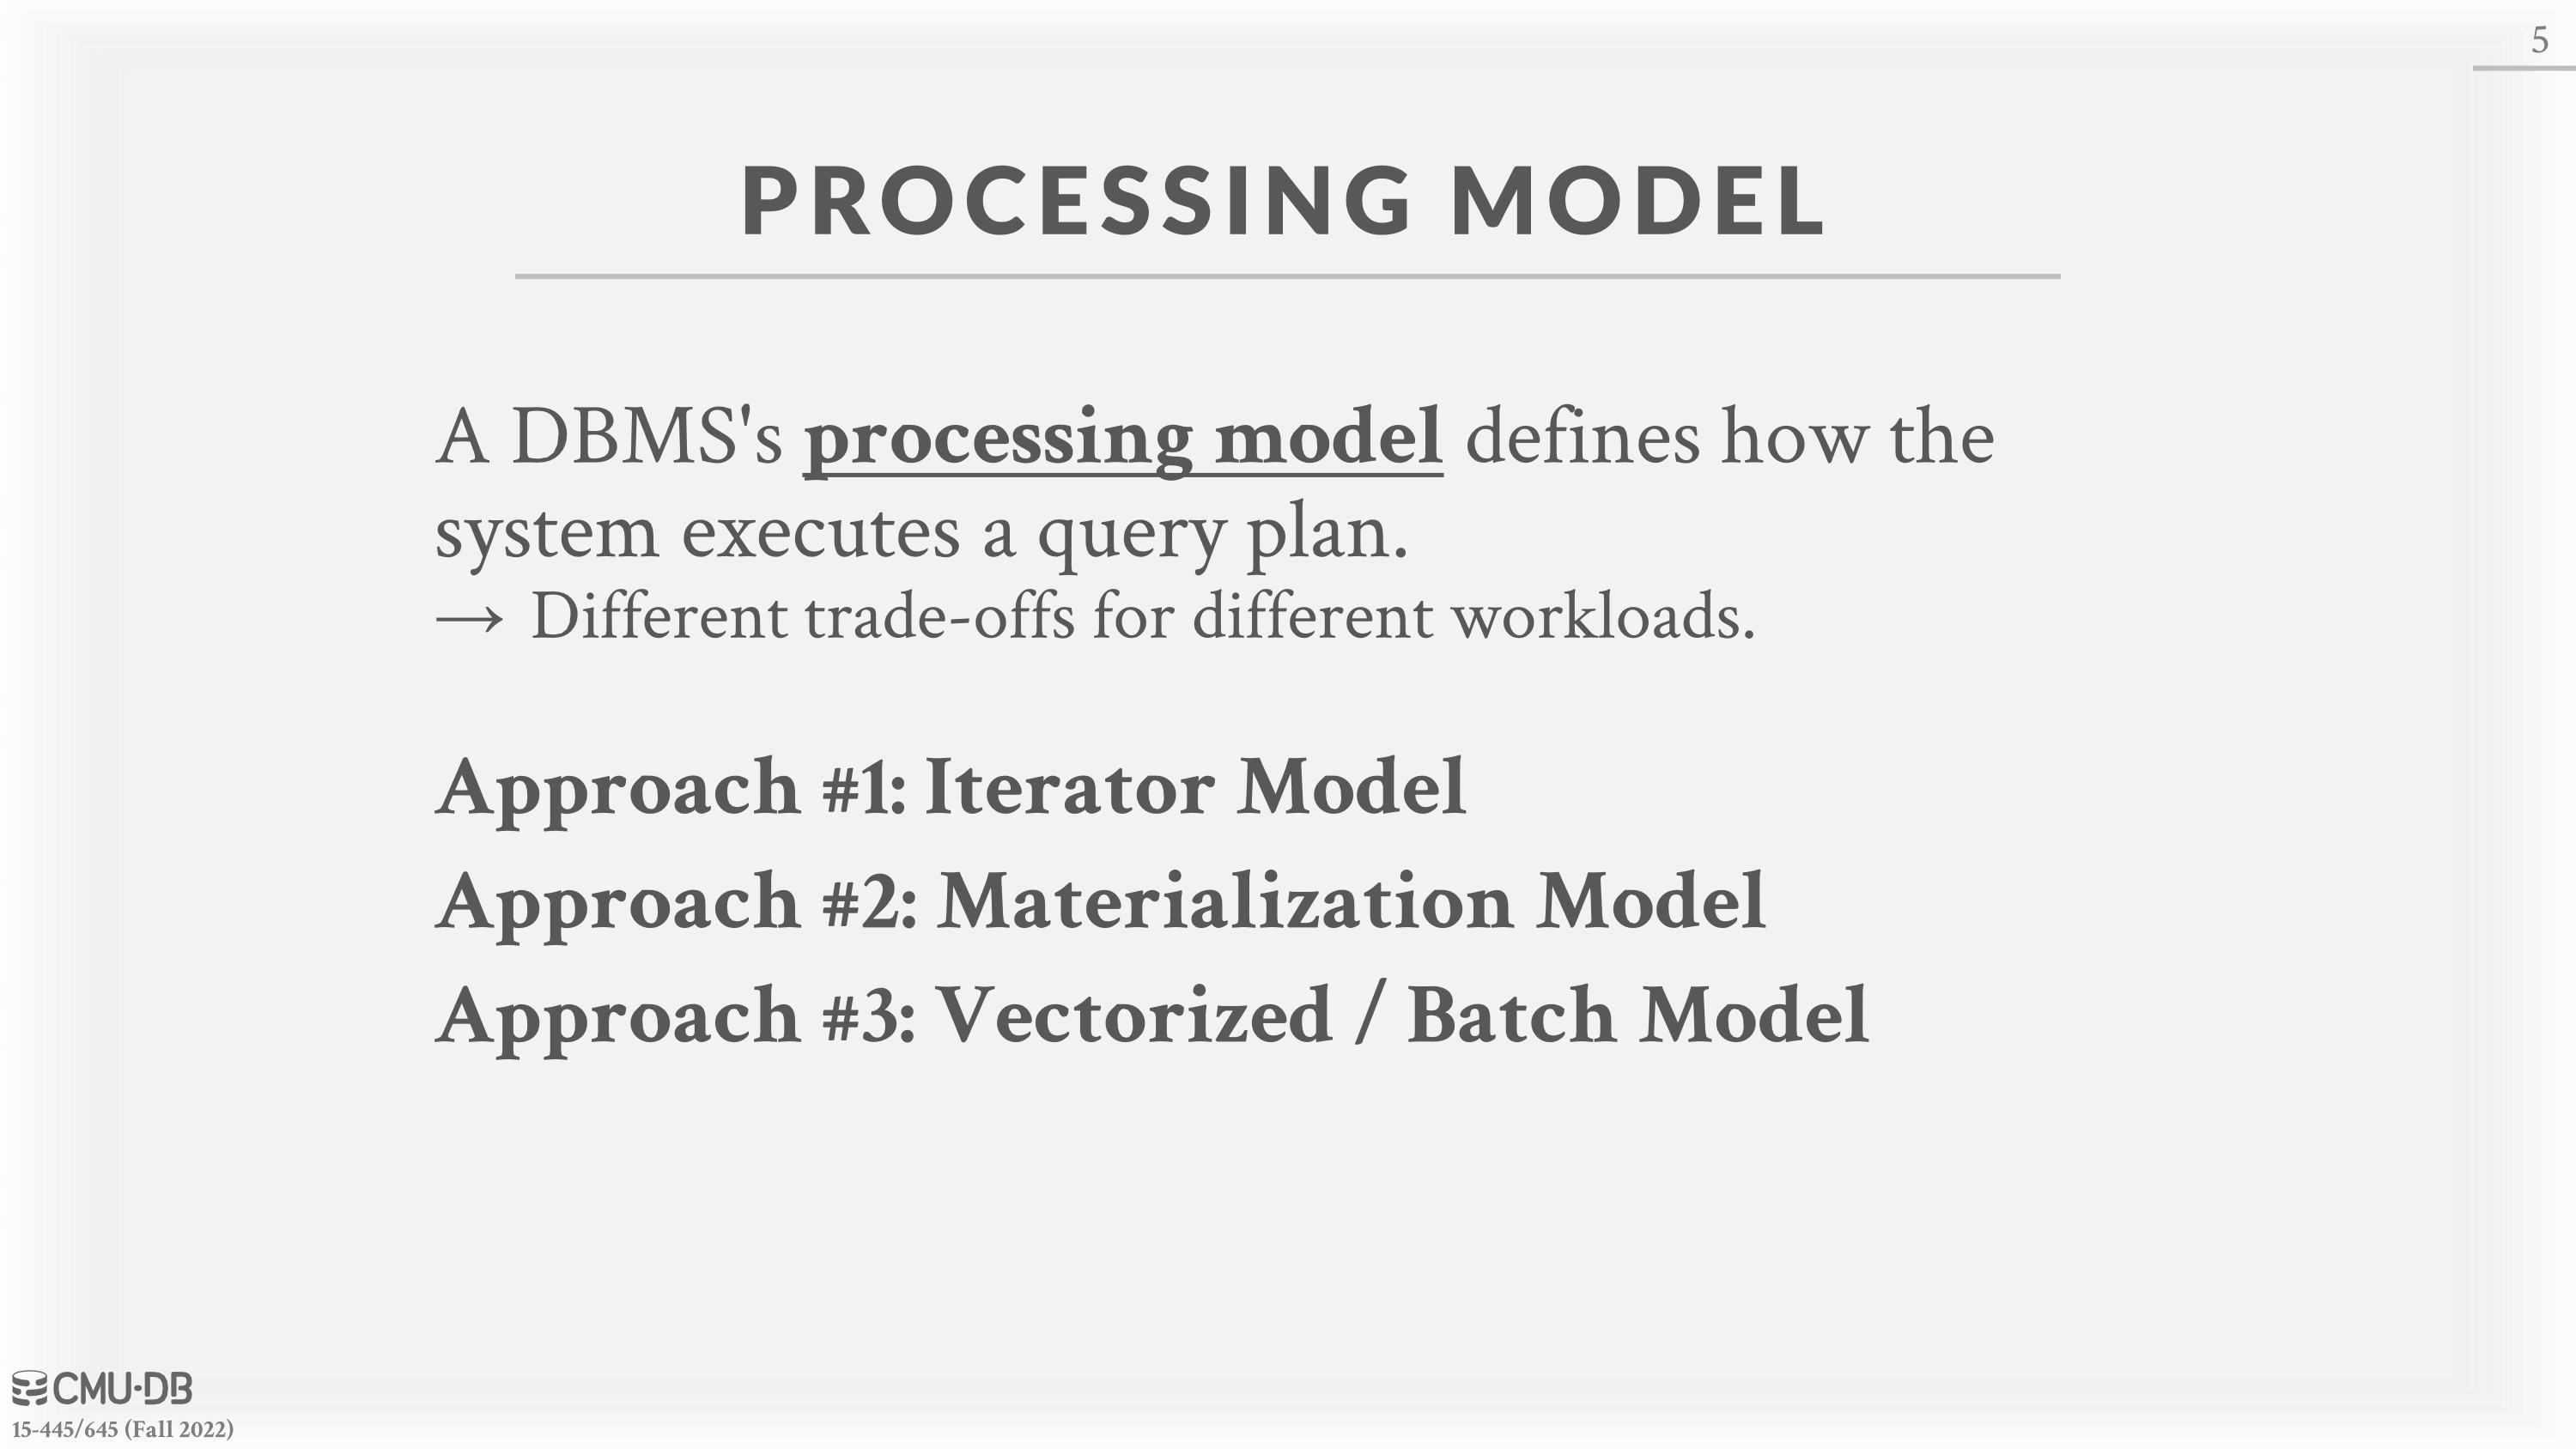 5
PROCESSING MODEL
A DBMS's processing model defines how the
system executes a query plan.
→ Different trade-offs for different workloads.
Approach #1: Iterator Model
Approach #2: Materialization Model
Approach #3: Vectorized / Batch Model
CMU·DB
15-445/645 (Fall 2022)